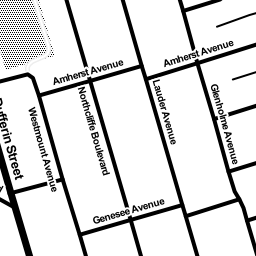 Amherst Avenue
Amherst Avenue
Dufferin Street
Westmount Avenue
Northcliffe Boulevard
Lauder Avenue
Glenholme Avenue
Genesee Avenue